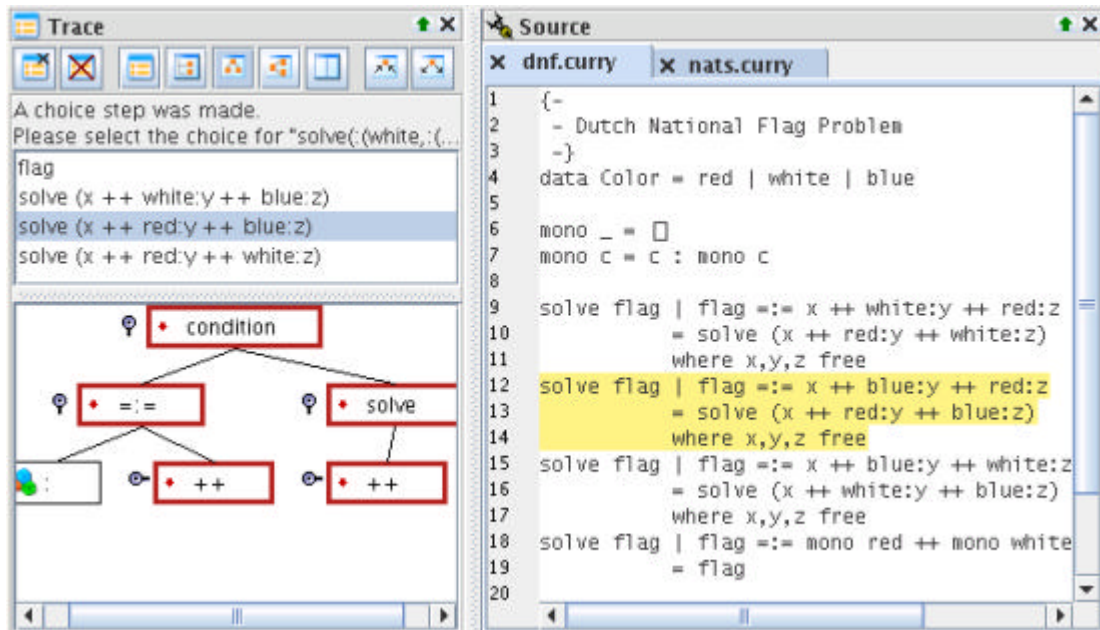 Trace
A choice step was made.
Please select the choice for "solve(:(white,:(...
flag
solve (x ++ white:y ++ blue:z)
solve (x ++ red:y ++ blue:z)
solve (x ++ red:y ++ white:z)
condition
=:=
solve
:
++
++
Source
dnf.curry
nats.curry
1 {-
2 - Dutch National Flag Problem
3 -}
4 data Color = red | white | blue
5
6 mono _ = []
7 mono c = c : mono c
8
9 solve flag | flag =:= x ++ white:y ++ red:z
10 = solve (x ++ red:y ++ white:z)
11 where x,y,z free
12 solve flag | flag =:= x ++ blue:y ++ red:z
13 = solve (x ++ red:y ++ blue:z)
14 where x,y,z free
15 solve flag | flag =:= x ++ blue:y ++ white:z
16 = solve (x ++ white:y ++ blue:z)
17 where x,y,z free
18 solve flag | flag =:= mono red ++ mono white
19 = flag
20